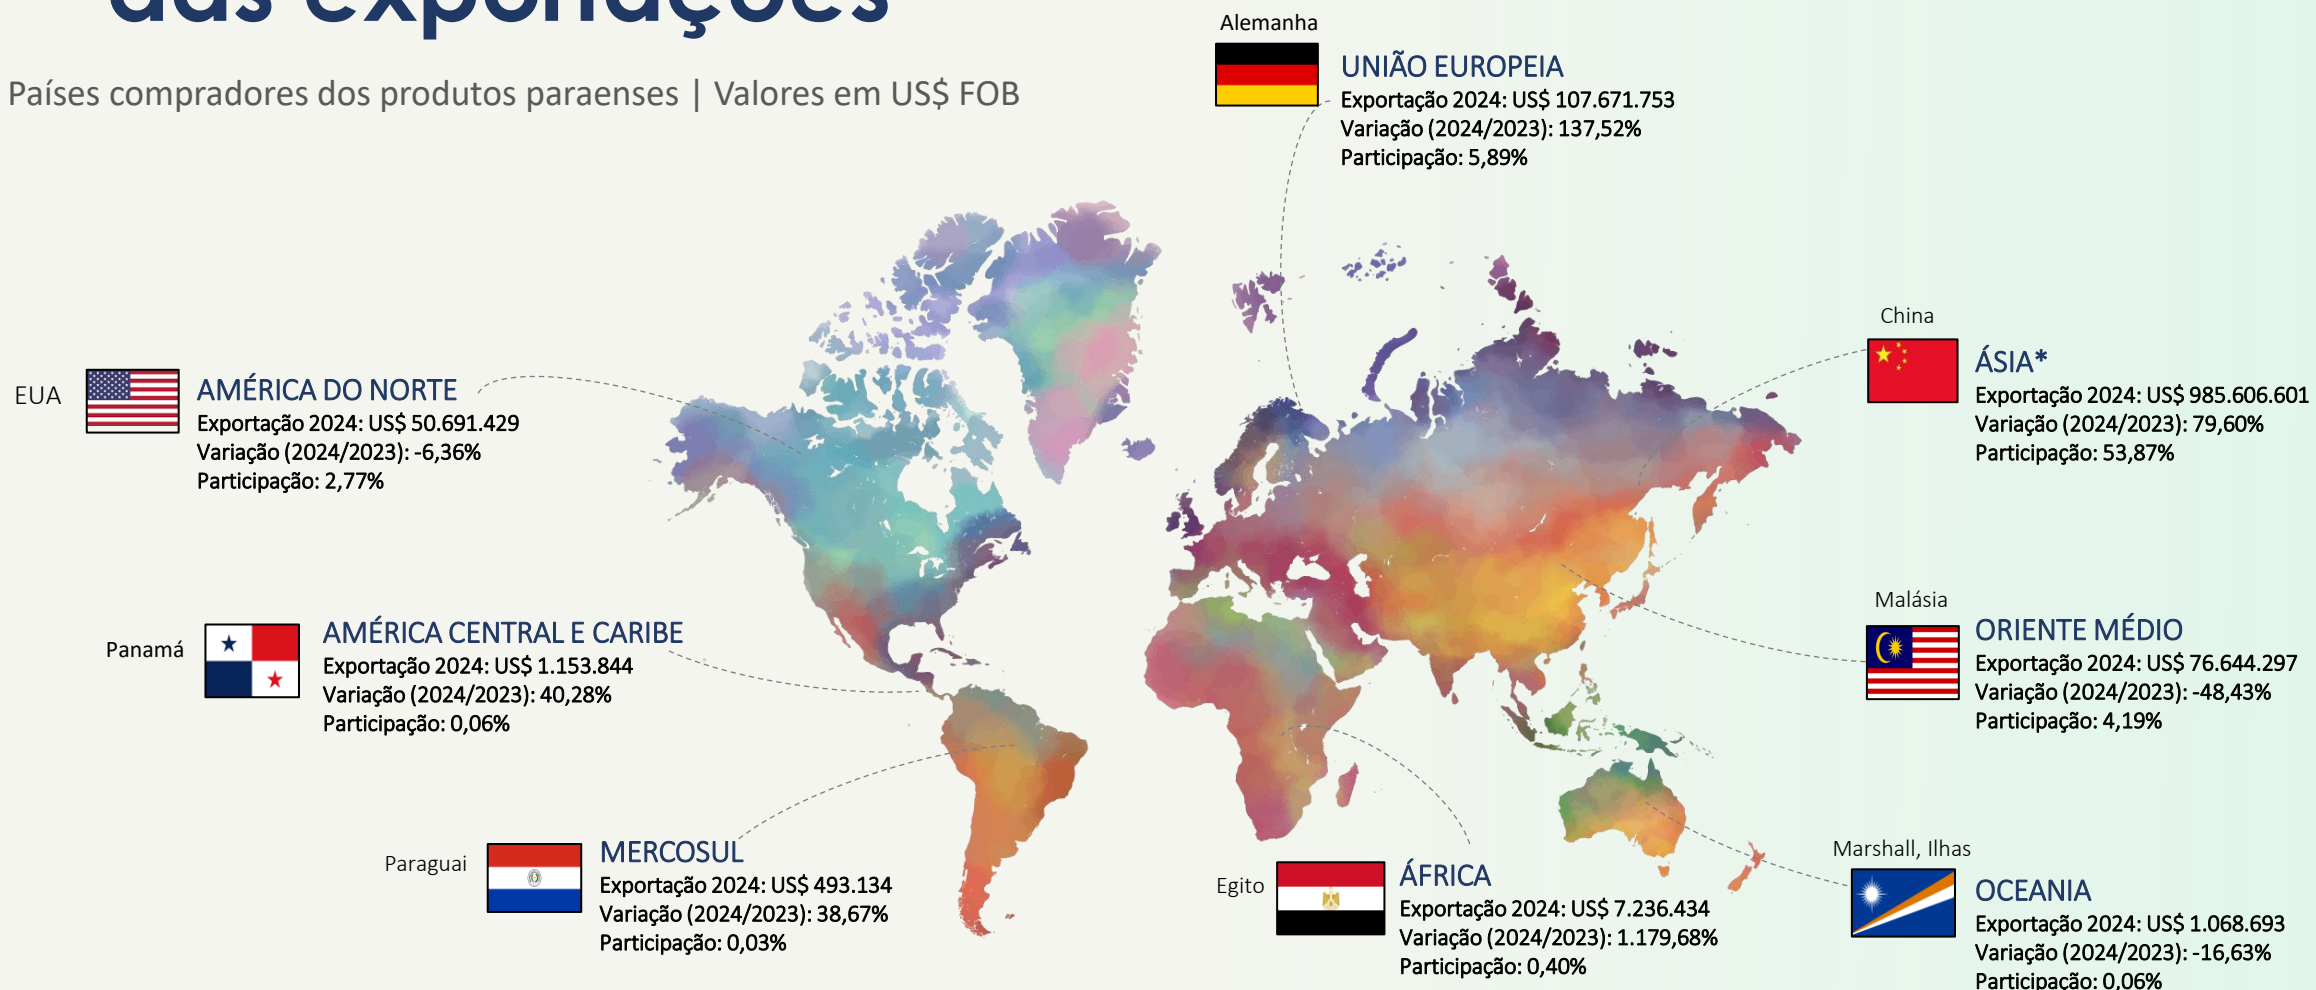 das exportações
Países compradores dos produtos paraenses | Valores em US$ FOB
Alemanha
UNIÃO EUROPEIA
Exportação 2024: US$ 107.671.753
Variação (2024/2023): 137,52%
Participação: 5,89%
China
ÁSIA*
Exportação 2024: US$ 985.606.601
Variação (2024/2023): 79,60%
Participação: 53,87%
EUA
AMÉRICA DO NORTE
Exportação 2024: US$ 50.691.429
Variação (2024/2023): -6,36%
Participação: 2,77%
Malásia
ORIENTE MÉDIO
Exportação 2024: US$ 76.644.297
Variação (2024/2023): -48,43%
Participação: 4,19%
Panamá
AMÉRICA CENTRAL E CARIBE
Exportação 2024: US$ 1.153.844
Variação (2024/2023): 40,28%
Participação: 0,06%
Paraguai
MERCOSUL
Exportação 2024: US$ 493.134
Variação (2024/2023): 38,67%
Participação: 0,03%
Egito
ÁFRICA
Exportação 2024: US$ 7.236.434
Variação (2024/2023): 1.179,68%
Participação: 0,40%
Marshall, Ilhas
OCEANIA
Exportação 2024: US$ 1.068.693
Variação (2024/2023): -16,63%
Participação: 0,06%